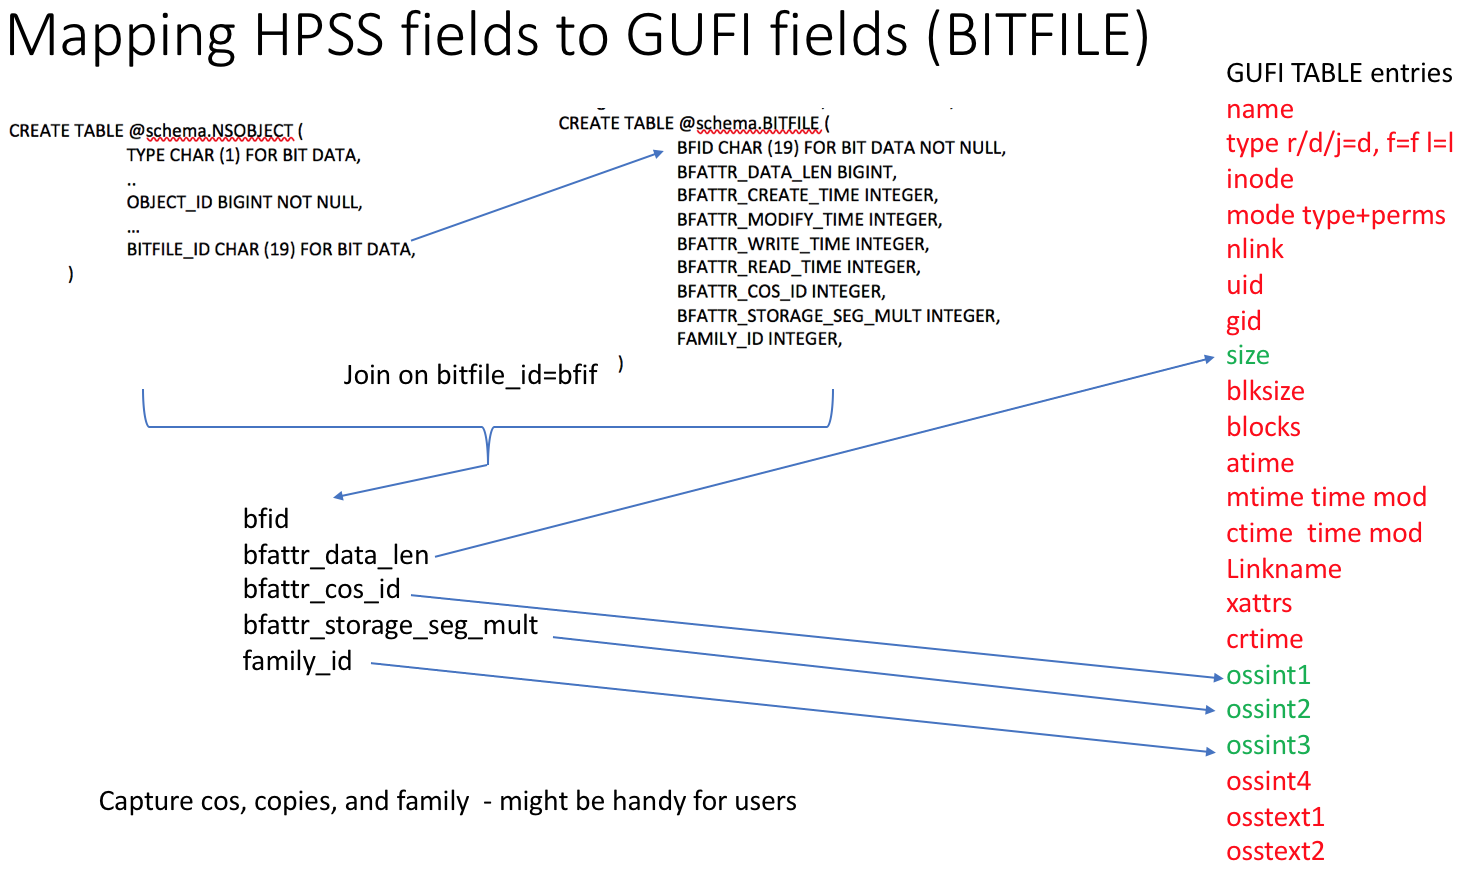 Mapping HPSS fields to GUFI fields (BITFILE)
CREATE TABLE @schema.NSOBJECT (
TYPE CHAR (1) FOR BIT DATA,
..
OBJECT_ID BIGINT NOT NULL,
...
BITFILE_ID CHAR (19) FOR BIT DATA,
)
CREATE TABLE @schema.BITFILE (
BFID CHAR (19) FOR BIT DATA NOT NULL,
BFATTR_DATA_LEN BIGINT,
BFATTR_CREATE_TIME INTEGER,
BFATTR_MODIFY_TIME INTEGER,
BFATTR_WRITE_TIME INTEGER,
BFATTR_READ_TIME INTEGER,
BFATTR_COS_ID INTEGER,
BFATTR_STORAGE_SEG_MULT INTEGER,
FAMILY_ID INTEGER,
)
Join on bitfile_id=bfif
bfid
bfattr_data_len
bfattr_cos_id
bfattr_storage_seg_mult
family_id
Capture cos, copies, and family  - might be handy for users
GUFI TABLE entries
name
type r/d/j=d, f=f l=l
inode
mode type+perms
nlink
uid
gid
size
blksize
blocks
atime
mtime time mod
ctime  time mod
Linkname
xattrs
crtime
ossint1
ossint2
ossint3
ossint4
osstext1
osstext2